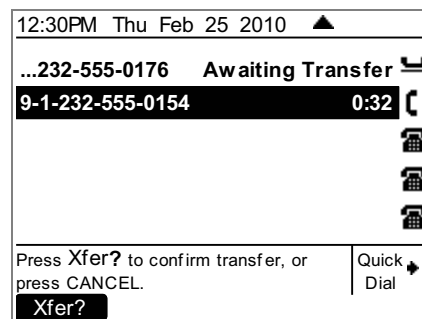 12:30PM Thu Feb 25 2010
...232-555-0176 Awaiting Transfer
9-1-232-555-0154 0:32
Press Xfer? to confirm transfer, or
press CANCEL.
Quick
Dial
Xfer?